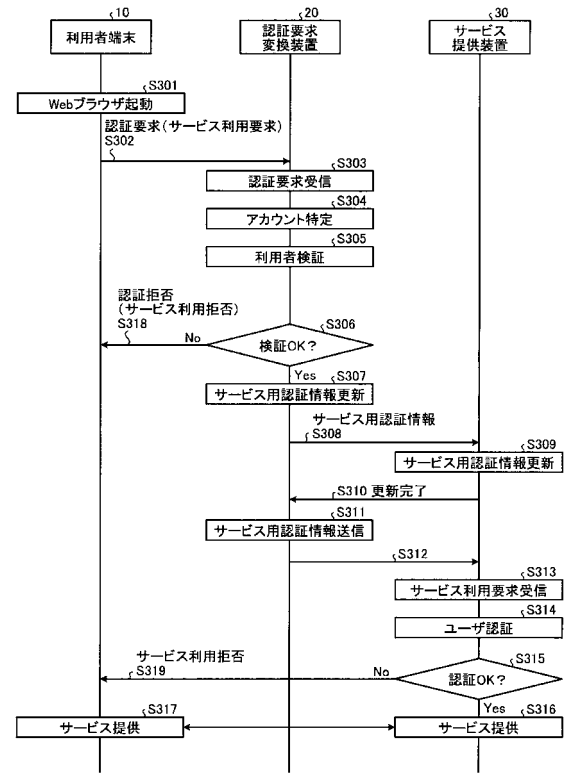 10
20
30
利用者端末
認証要求
変換装置
サービス
提供装置
S301
Webブラウザ起動
認証要求(サービス利用要求)
S302
S303
認証要求受信
S304
アカウント特定
S305
利用者検証
認証拒否
(サービス利用拒否)
S318
No
S306
検証OK?
Yes
S307
サービス用認証情報更新
サービス用認証情報
S308
S309
サービス用認証情報更新
S310 更新完了
S311
サービス用認証情報送信
S312
S313
サービス利用要求受信
S314
ユーザ認証
サービス利用拒否
S319
No
S315
認証OK?
Yes
S317
サービス提供
S316
サービス提供